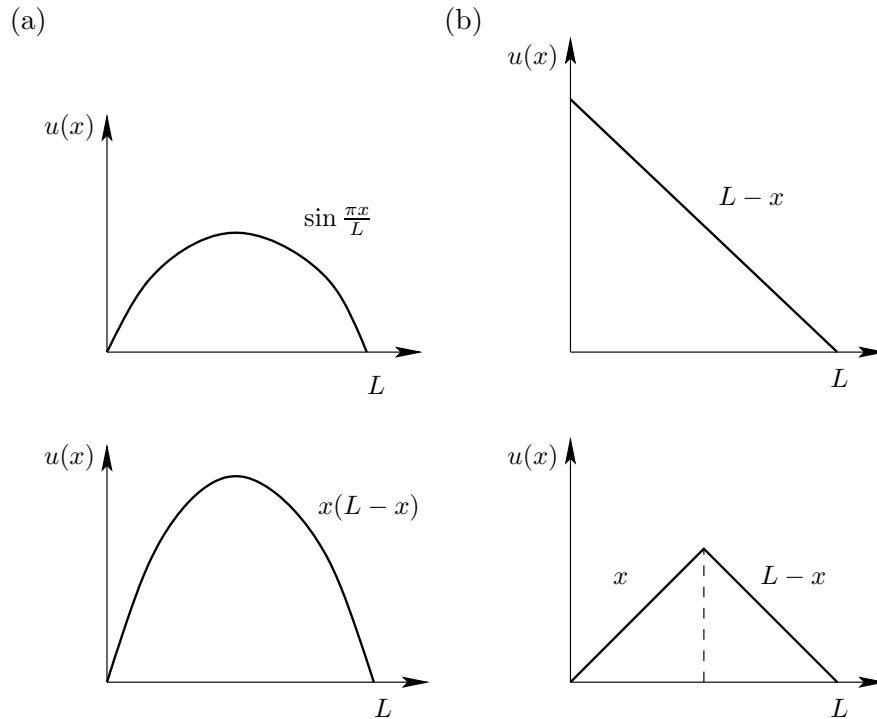 (a)
u(x)
sin πx/L
L
u(x)
x(L − x)
L
(b)
u(x)
L − x
L
u(x)
x
L − x
L